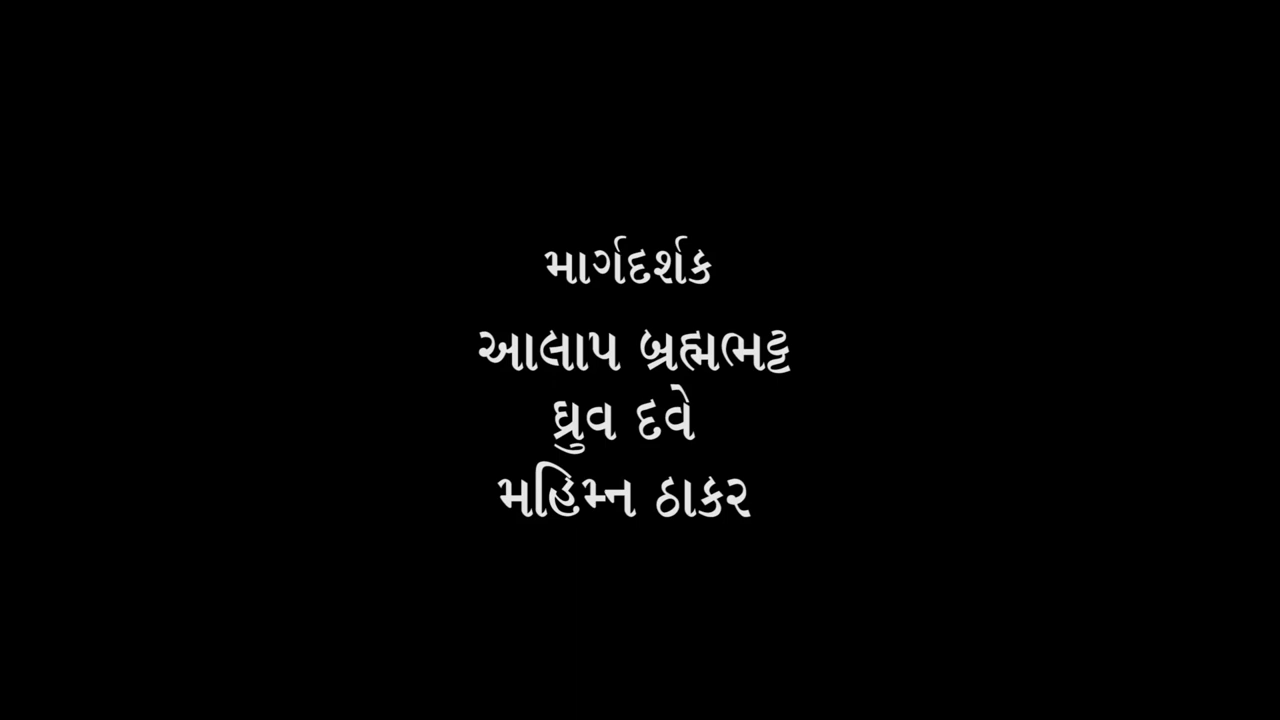 માર્ગદર્શક
આલાપ બ્રહ્મભટ્ટ
ધ્રુવ દવે
મહિમ્ન ઠાકર